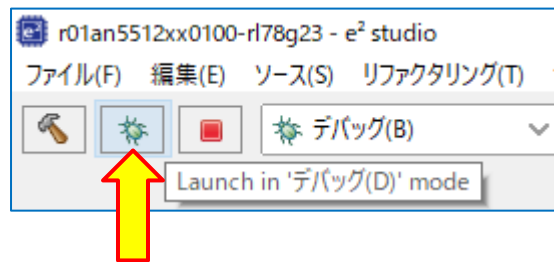 r01an5512xx0100-rl78g23 - e² studio
ファイル(F) 編集(E) ソース(S) リファクタリング(T)
デバッグ(B)
Launch in 'デバッグ(D)' mode